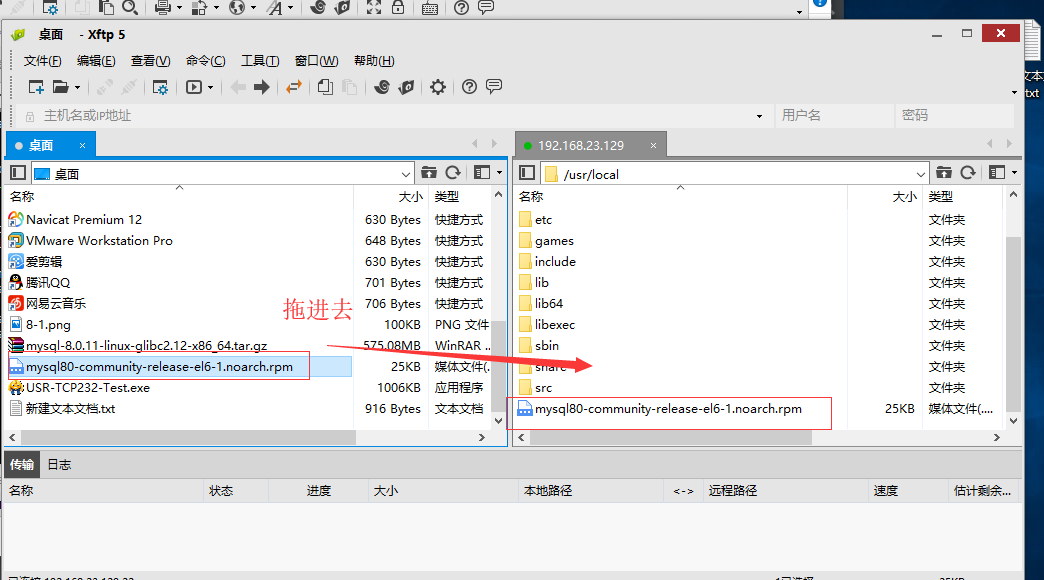 桌面 - Xftp 5
文本
txt
文件(F) 编辑(E) 查看(V) 命令(C) 工具(T) 窗口(W) 帮助(H)
主机名或IP地址 用户名 密码
桌面 × 192.168.23.129 ×
桌面 /usr/local
名称 大小 类型 名称 大小 类型
Navicat Premium 12 630 Bytes 快捷方式 etc 文件夹
VMware Workstation Pro 648 Bytes 快捷方式 games 文件夹
爱剪辑 630 Bytes 快捷方式 include 文件夹
腾讯QQ 701 Bytes 快捷方式 lib 文件夹
网易云音乐 706 Bytes 快捷方式 lib64 文件夹
拖进去
8-1.png 100KB PNG 文件 libexec 文件夹
mysql-8.0.11-linux-glibc2.12-x86_64.tar.gz 575.08MB WinRAR ... sbin 文件夹
mysql80-community-release-el6-1.noarch.rpm 25KB 媒体文件(. share 文件夹
USR-TCP232-Test.exe 1006KB 应用程序 src 文件夹
新建文本文档.txt 916 Bytes 文本文档 mysql80-community-release-el6-1.noarch.rpm 25KB 媒体文件(....
传输 日志
名称 状态 进度 大小 本地路径 <-> 远程路径 速度 估计剩余...